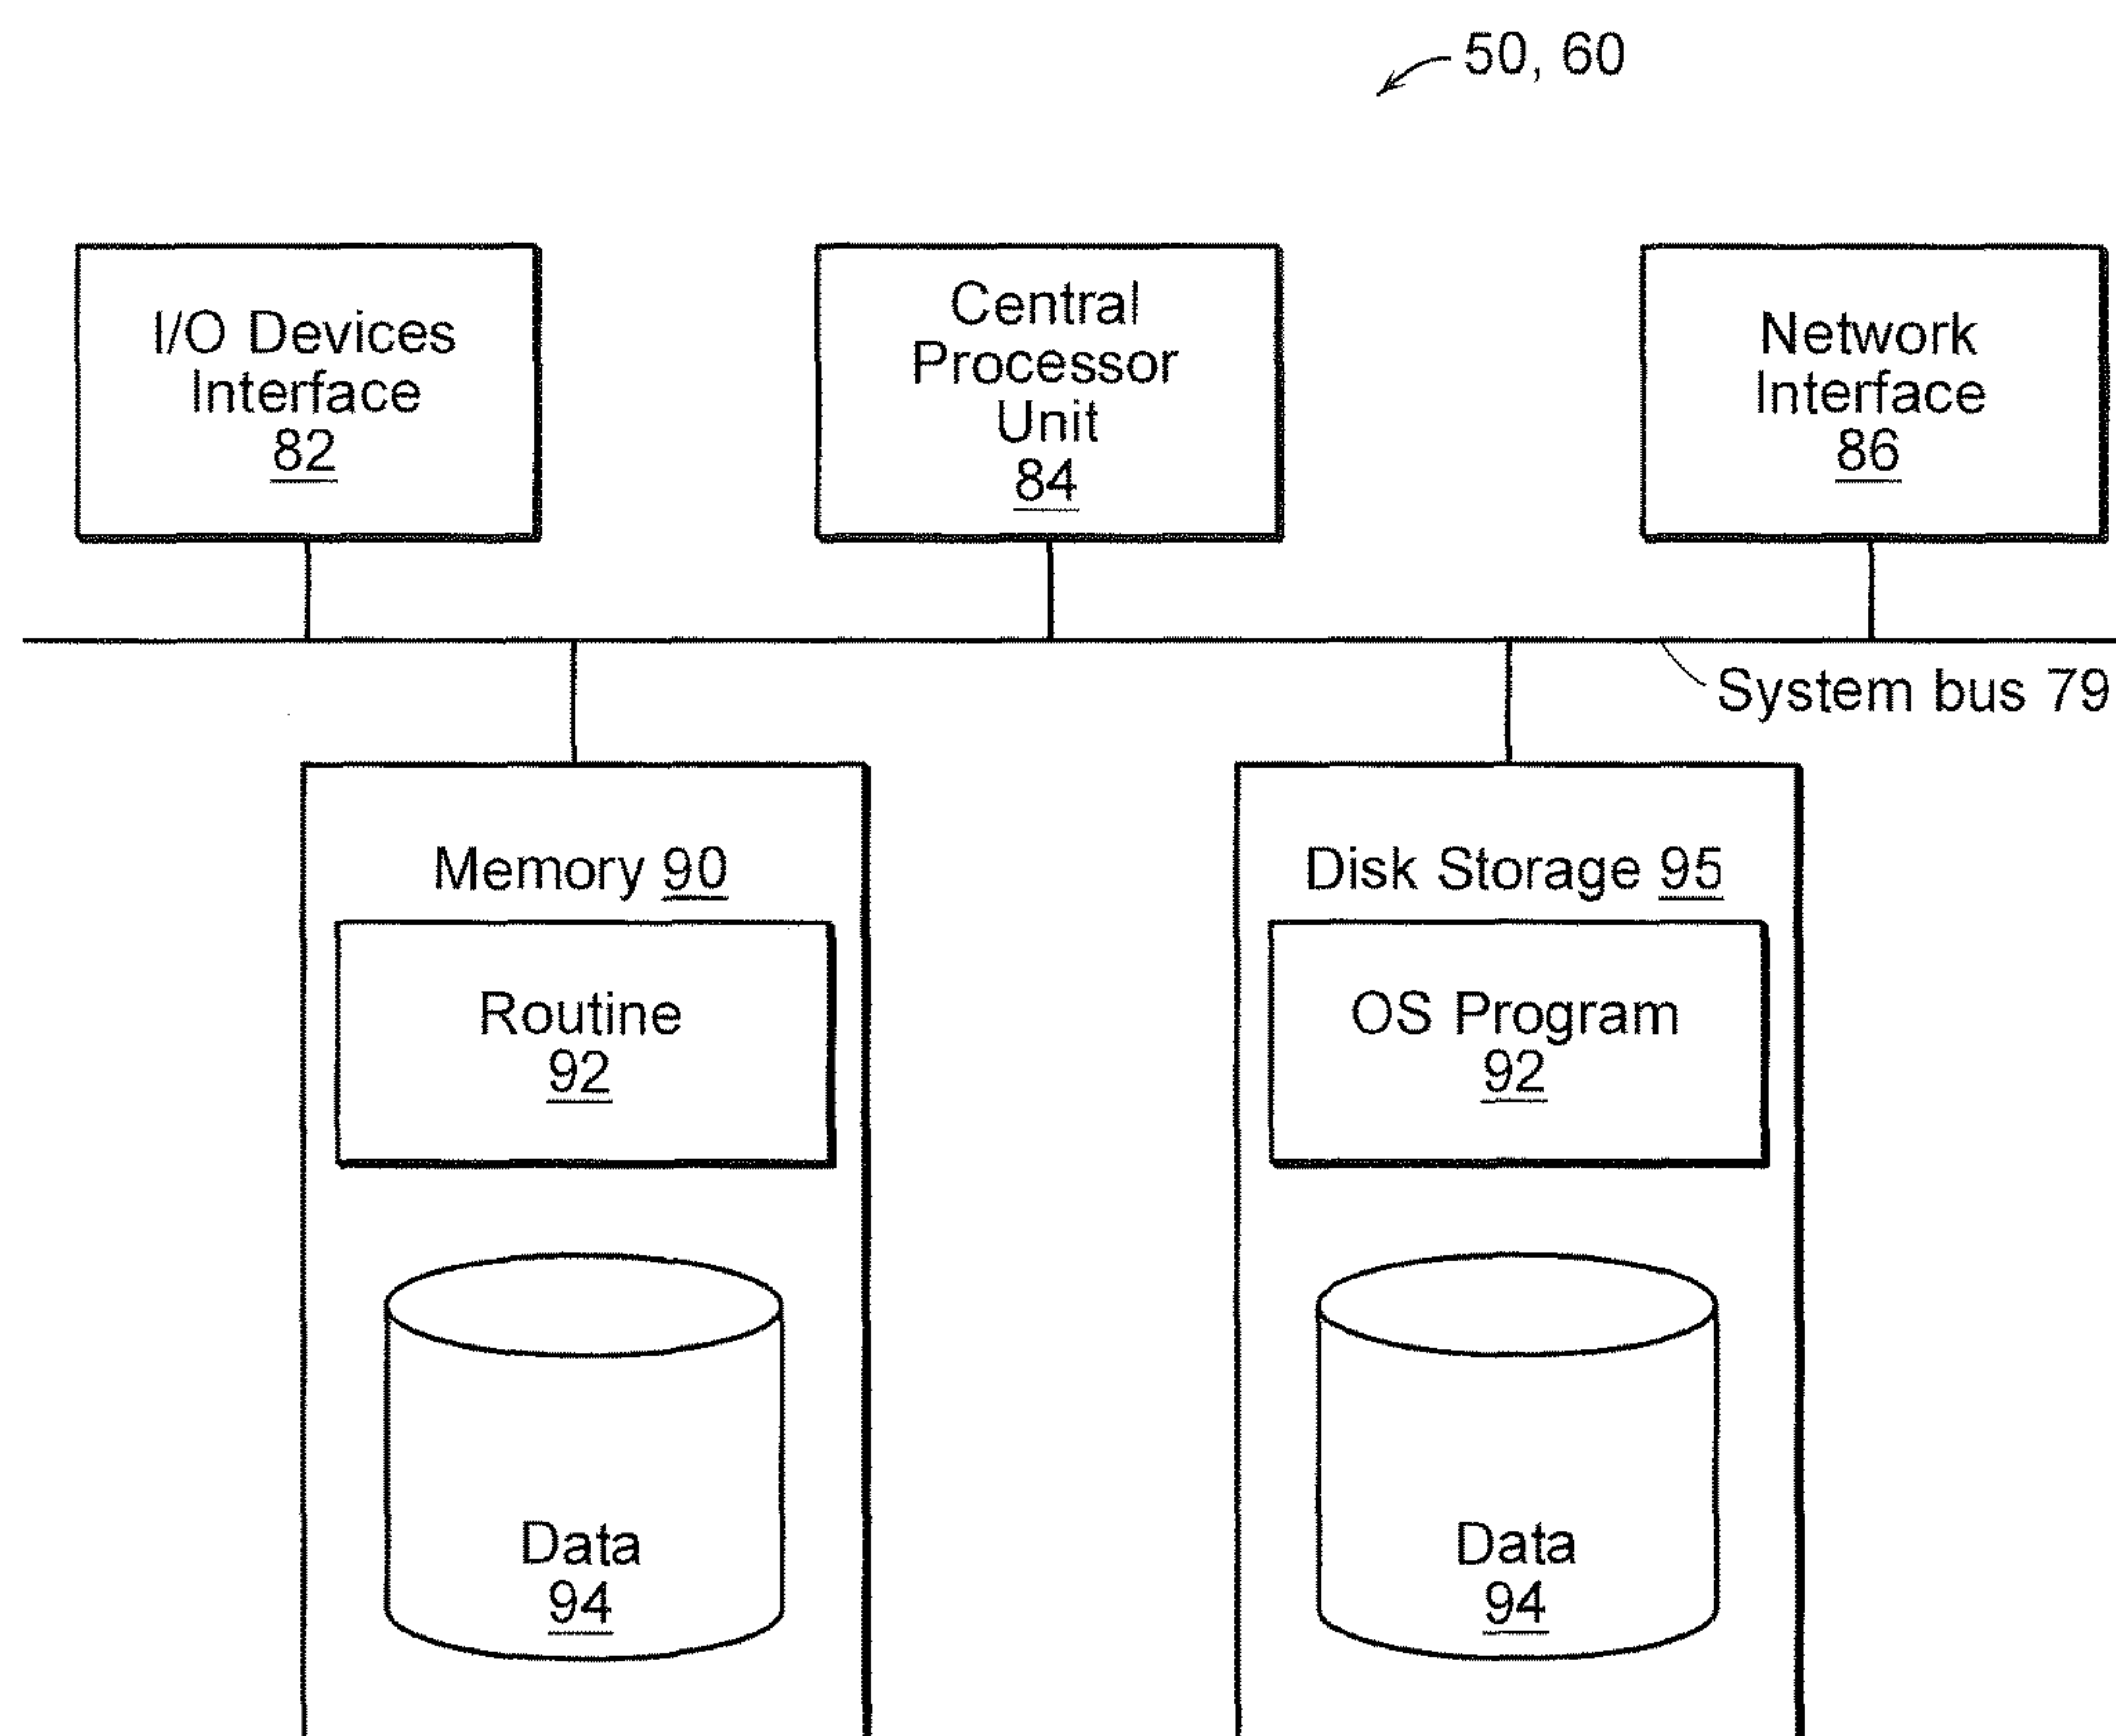 50, 60
I/O Devices
Interface
82
Central
Processor
Unit
84
Network
Interface
86
System bus 79
Memory 90
Routine
92
Data
94
Disk Storage 95
OS Program
92
Data
94